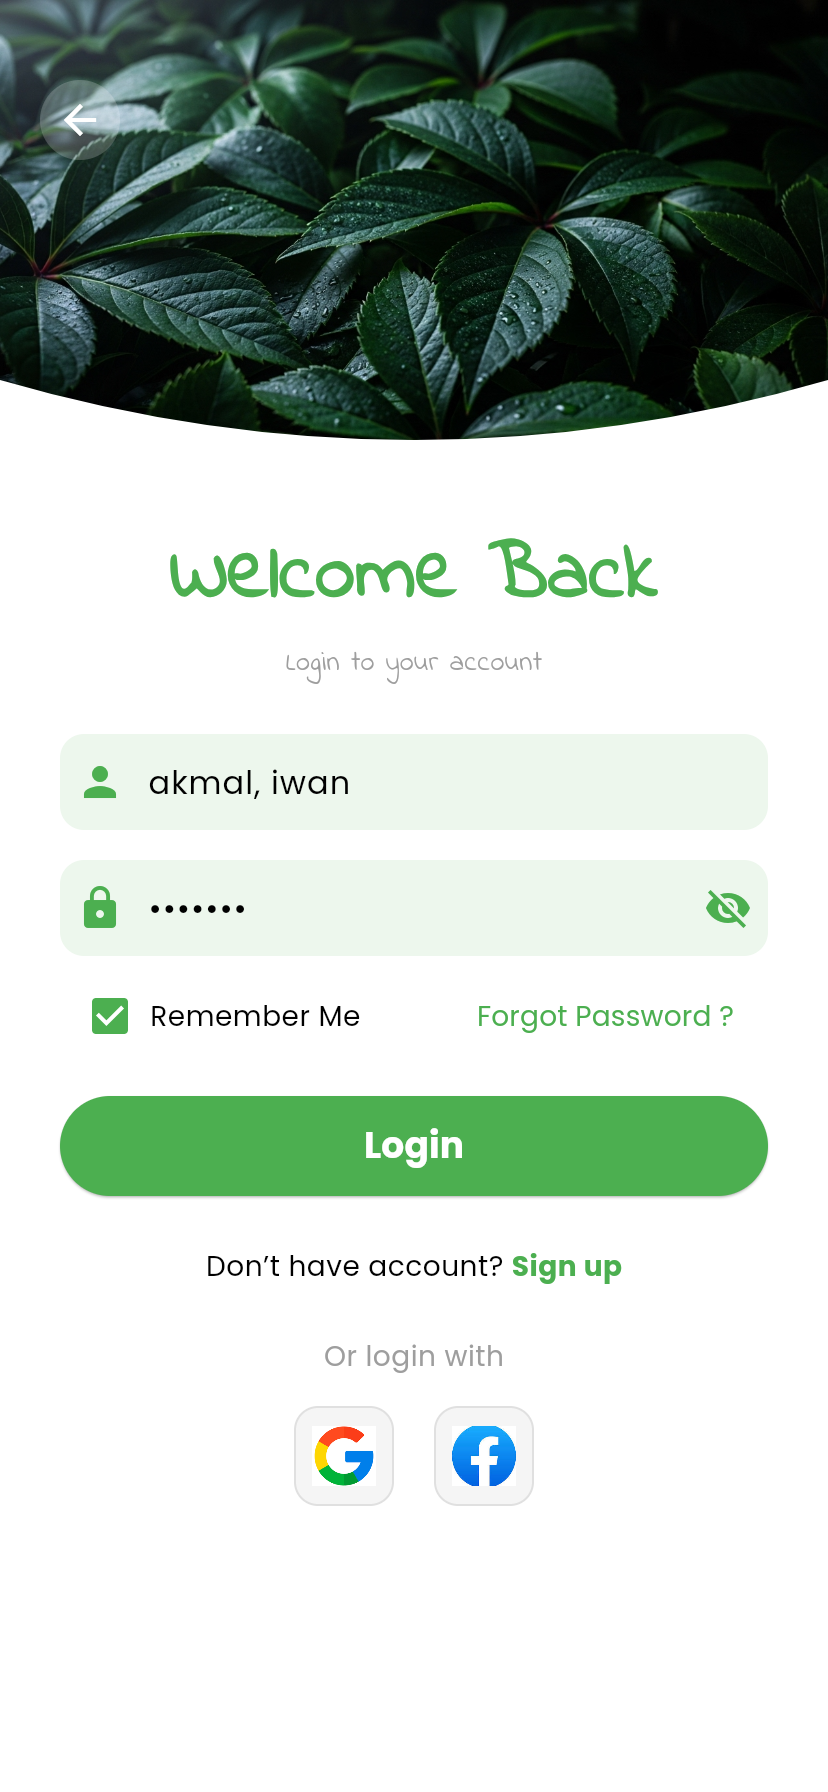 Welcome Back
Login to your account
akmal, iwan
•••••••
Remember Me
Forgot Password ?
Login
Don’t have account? Sign up
Or login with